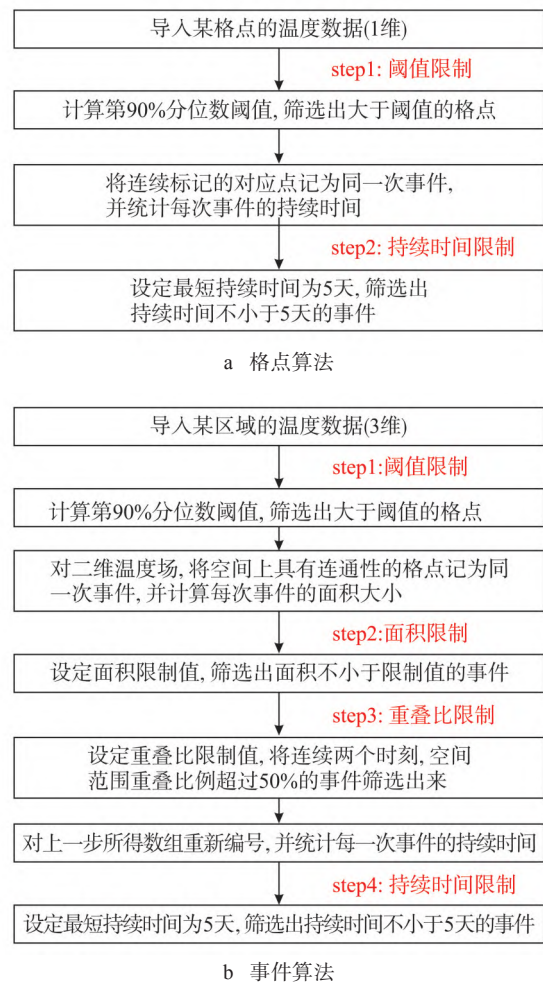 导入某格点的温度数据(1维)
step1: 阈值限制
计算第90%分位数阈值, 筛选出大于阈值的格点
将连续标记的对应点记为同一次事件,
并统计每次事件的持续时间
step2: 持续时间限制
设定最短持续时间为5天, 筛选出
持续时间不小于5天的事件
a 格点算法
导入某区域的温度数据(3维)
step1:阈值限制
计算第90%分位数阈值, 筛选出大于阈值的格点
对二维温度场, 将空间上具有连通性的格点记为同
一次事件, 并计算每次事件的面积大小
step2:面积限制
设定面积限制值, 筛选出面积不小于限制值的事件
step3: 重叠比限制
设定重叠比限制值, 将连续两个时刻, 空间
范围重叠比例超过50%的事件筛选出来
对上一步所得数组重新编号, 并统计每一次事件的持续时间
step4: 持续时间限制
设定最短持续时间为5天, 筛选出持续时间不小于5天的事件
b 事件算法